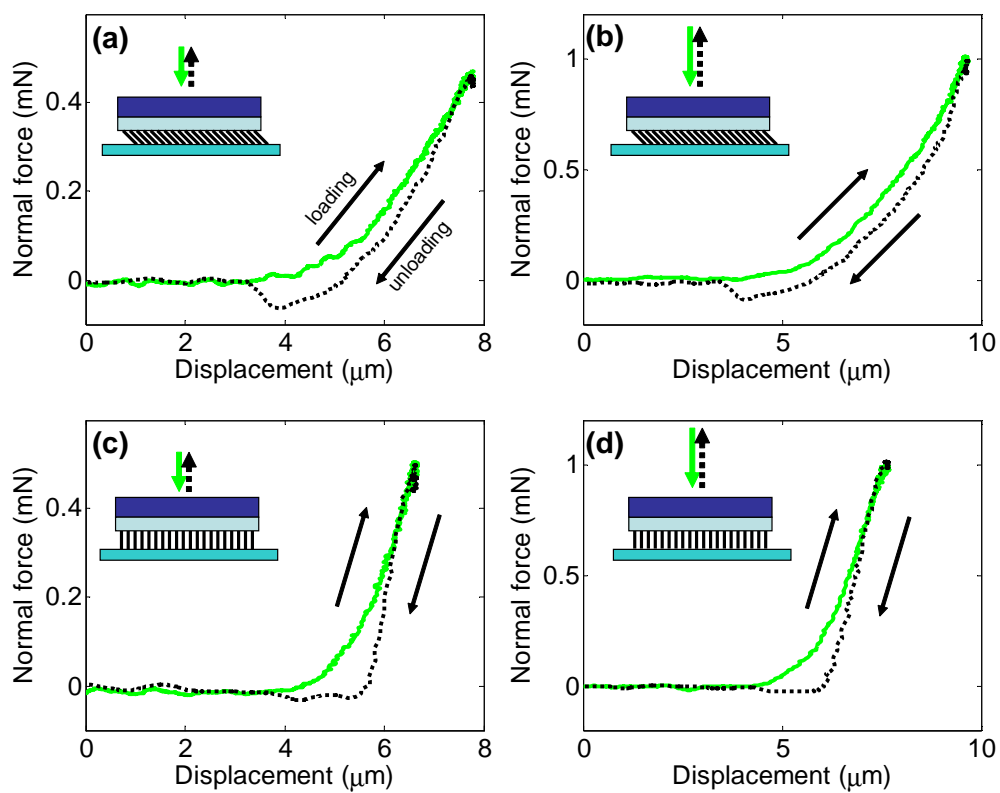 (a)
Normal force (mN)
0.4
0.2
0
loading
unloading
0 2 4 6 8
Displacement (μm)
(b)
Normal force (mN)
1
0.5
0
0 5 10
Displacement (μm)
(c)
Normal force (mN)
0.4
0.2
0
0 2 4 6 8
Displacement (μm)
(d)
Normal force (mN)
1
0.5
0
0 5 10
Displacement (μm)